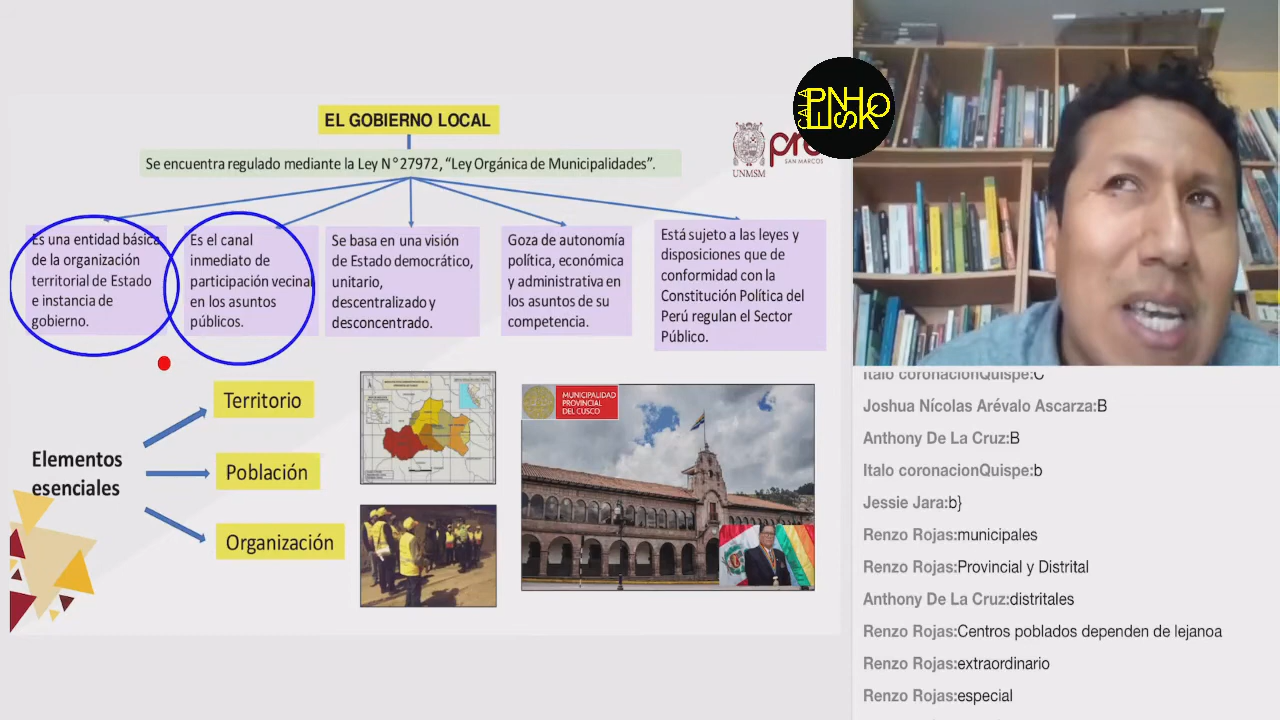 EL GOBIERNO LOCAL
Se encuentra regulado mediante la Ley N°27972, “Ley Orgánica de Municipalidades”.
Es una entidad básica
de la organización
territorial de Estado
e instancia de
gobierno.
Es el canal
inmediato de
participación vecinal
en los asuntos
públicos.
Se basa en una visión
de Estado democrático,
unitario,
descentralizado y
desconcentrado.
Goza de autonomía
política, económica
y administrativa en
los asuntos de su
competencia.
Está sujeto a las leyes y
disposiciones que de
conformidad con la
Constitución Política del
Perú regulan el Sector
Público.
UNMSM
SAN MARCOS
Elementos
esenciales
Territorio
Población
Organización
MUNICIPALIDAD
PROVINCIAL
DEL CUSCO
Italo coronacionQuispe:C
Joshua Nícolas Arévalo Ascarza:B
Anthony De La Cruz:B
Italo coronacionQuispe:b
Jessie Jara:b}
Renzo Rojas:municipales
Renzo Rojas:Provincial y Distrital
Anthony De La Cruz:distritales
Renzo Rojas:Centros poblados dependen de lejanoa
Renzo Rojas:extraordinario
Renzo Rojas:especial